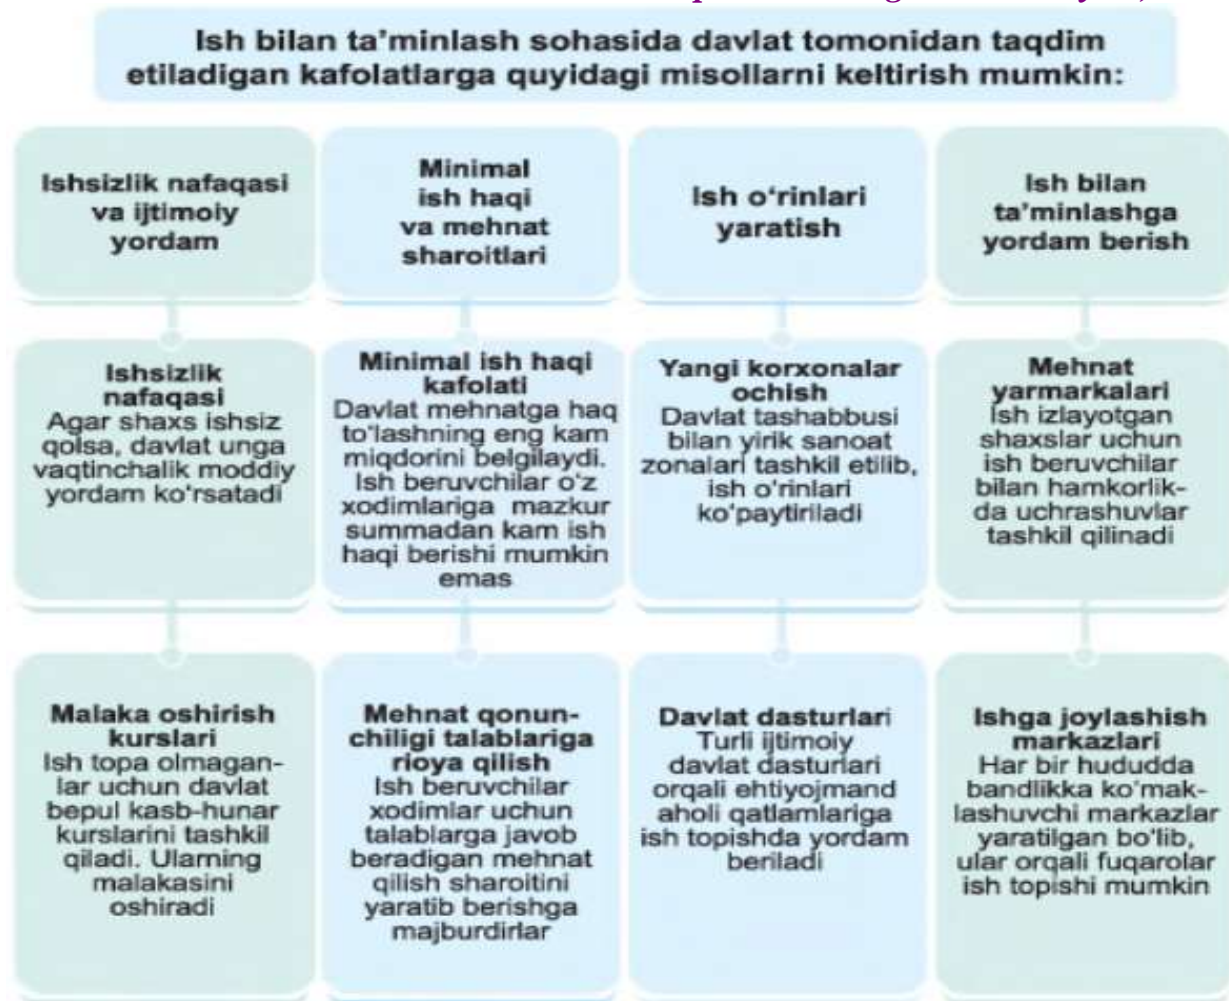 Ish bilan ta'minlash sohasida davlat tomonidan taqdim
etiladigan kafolatlarga quyidagi misollarni keltirish mumkin:
Ishsizlik nafaqasi
va ijtimoiy
yordam
Minimal
ish haqi
va mehnat
sharoitlari
Ish o'rinlari
yaratish
Ish bilan
ta'minlashga
yordam berish
Ishsizlik
nafaqasi
Agar shaxs ishsiz
qolsa, davlat unga
vaqtinchalik moddiy
yordam ko'rsatadi
Minimal ish haqi
kafolati
Davlat mehnatga haq
to'lashning eng kam
miqdorini belgilaydi.
Ish beruvchilar o'z
xodimlariga mazkur
summadan kam ish
haqi berishi mumkin
emas
Yangi korxonalar
ochish
Davlat tashabbusi
bilan yirik sanoat
zonalari tashkil etilib,
ish o'rinlari
ko'paytiriladi
Mehnat
yarmarkalari
Ish izlayotgan
shaxslar uchun
ish beruvchilar
bilan hamkorlik-
da uchrashuvlar
tashkil qilinadi
Malaka oshirish
kurslari
Ish topa olmagan-
lar uchun davlat
bepul kasb-hunar
kurslarini tashkil
qiladi. Ularning
malakasini
oshiradi
Mehnat qonun-
chiligi talablariga
rioya qilish
Ish beruvchilar
xodimlar uchun
talablarga javob
beradigan mehnat
qilish sharoitini
yaratib berishga
majburdirlar
Davlat dasturlari
Turli ijtimoiy
davlat dasturlari
orqali ehtiyojmand
aholi qatlamlariga
ish topishda yordam
beriladi
Ishga joylashish
markazlari
Har bir hududda
bandlikka ko'mak-
lashuvchi markazlar
yaratilgan bo'lib,
ular orqali fuqarolar
ish topishi mumkin